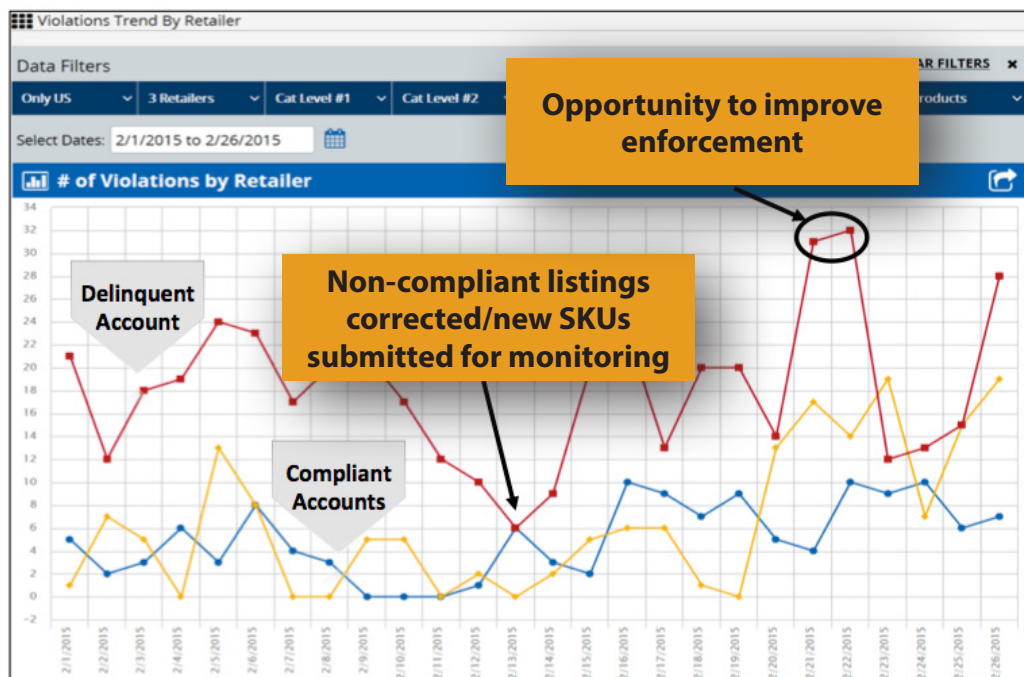 Violations Trend By Retailer
Data Filters
AR FILTERS ×
Only US
3 Retailers
Cat Level #1
Cat Level #2
roducts
Select Dates: 2/1/2015 to 2/26/2015
Opportunity to improve
enforcement
# of Violations by Retailer
34
32
30
28
26
24
22
20
18
16
14
12
10
8
6
4
2
0
-2
Delinquent
Account
Non-compliant listings
corrected/new SKUs
submitted for monitoring
Compliant
Accounts
2/1/2015
2/2/2015
2/3/2015
2/4/2015
2/5/2015
2/6/2015
2/7/2015
2/8/2015
2/9/2015
2/10/2015
2/11/2015
2/12/2015
2/13/2015
2/14/2015
2/15/2015
2/16/2015
2/17/2015
2/18/2015
2/19/2015
2/20/2015
2/21/2015
2/22/2015
2/23/2015
2/24/2015
2/25/2015
2/26/2015